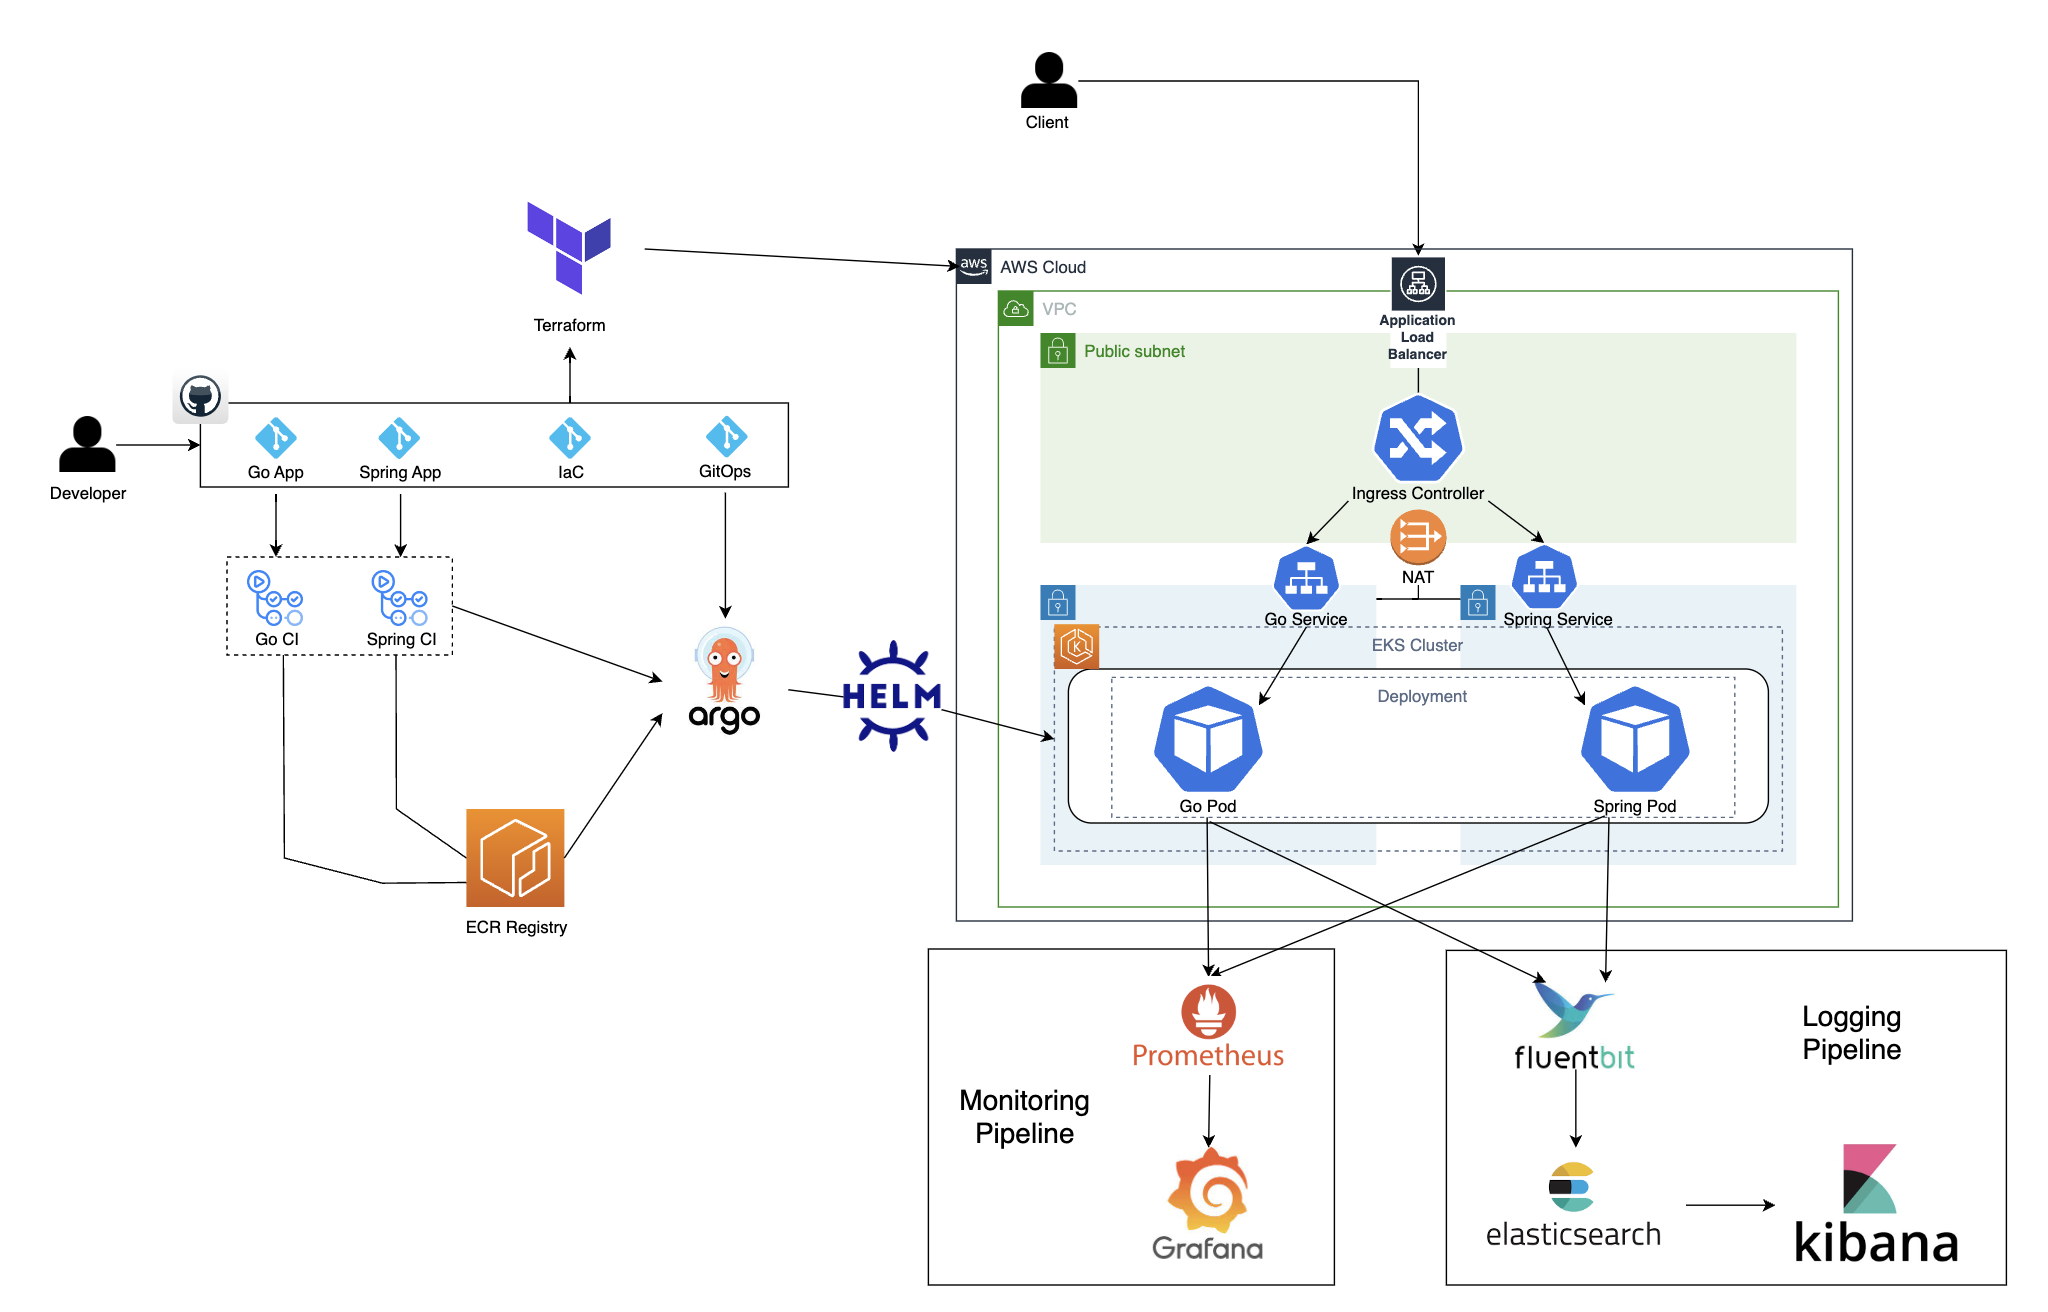 Client
Terraform
aws
AWS Cloud
VPC
Application
Load
Balancer
Public subnet
Developer
Go App
Spring App
IaC
GitOps
Ingress Controller
NAT
Go CI
Spring CI
Go Service
Spring Service
EKS Cluster
K
argo
HELM
Deployment
Go Pod
Spring Pod
ECR Registry
Prometheus
Monitoring
Pipeline
Grafana
fluentbit
Logging
Pipeline
elasticsearch
kibana